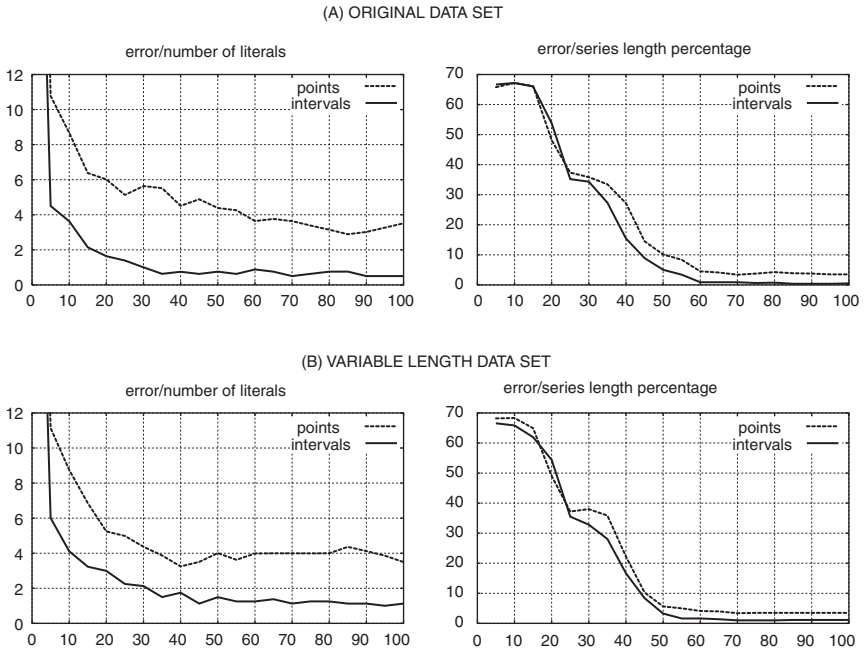 (A) ORIGINAL DATA SET
error/number of literals
12
10
8
6
4
2
0
points
intervals
0 10 20 30 40 50 60 70 80 90 100
error/series length percentage
70
60
50
40
30
20
10
0
points
intervals
0 10 20 30 40 50 60 70 80 90 100
(B) VARIABLE LENGTH DATA SET
error/number of literals
12
10
8
6
4
2
0
points
intervals
0 10 20 30 40 50 60 70 80 90 100
error/series length percentage
70
60
50
40
30
20
10
0
points
intervals
0 10 20 30 40 50 60 70 80 90 100